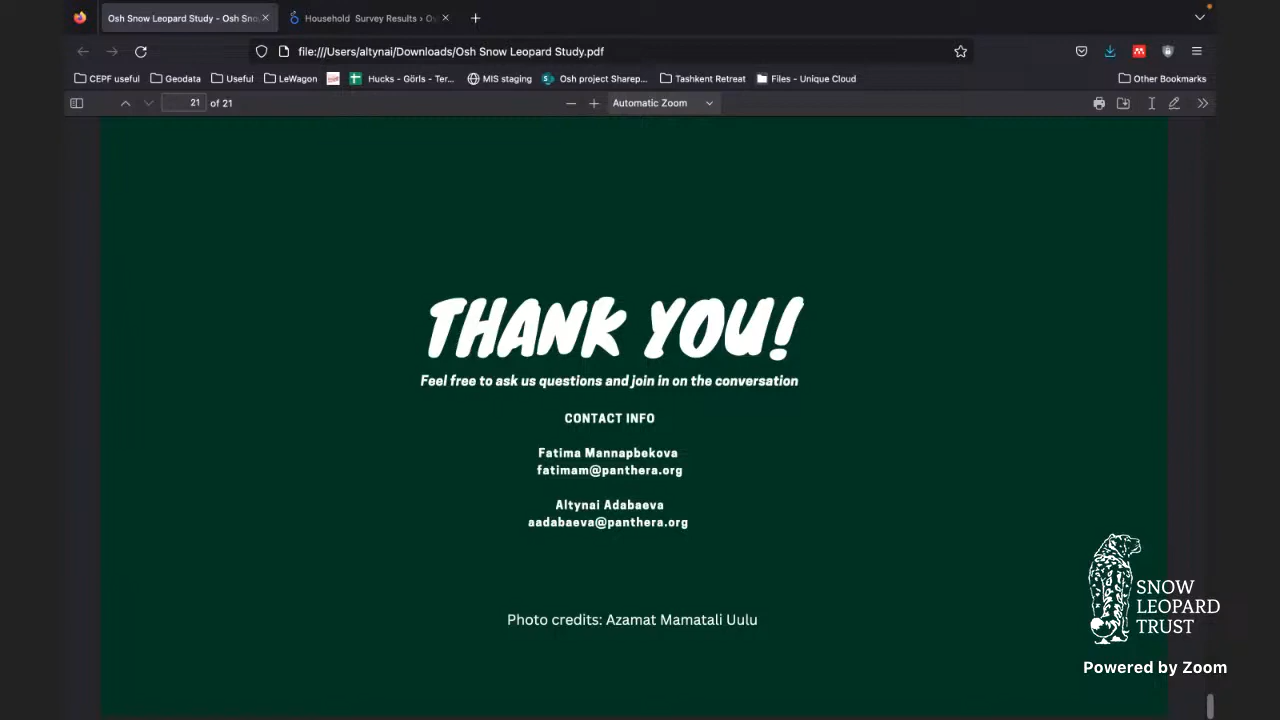 Osh Snow Leopard Study - Osh Sno
Household Survey Results › O
file:///Users/altynai/Downloads/Osh Snow Leopard Study.pdf
CEPF useful
Geodata
Useful
LeWagon
Hucks - Görls - Ter...
MIS staging
Osh project Sharep...
Tashkent Retreat
Files - Unique Cloud
Other Bookmarks
21 of 21
Automatic Zoom
THANK YOU!
Feel free to ask us questions and join in on the conversation
CONTACT INFO
Fatima Mannapbekova
fatimam@panthera.org
Altynai Adabaeva
aadabaeva@panthera.org
Photo credits: Azamat Mamatali Uulu
SNOW
LEOPARD
TRUST
Powered by Zoom